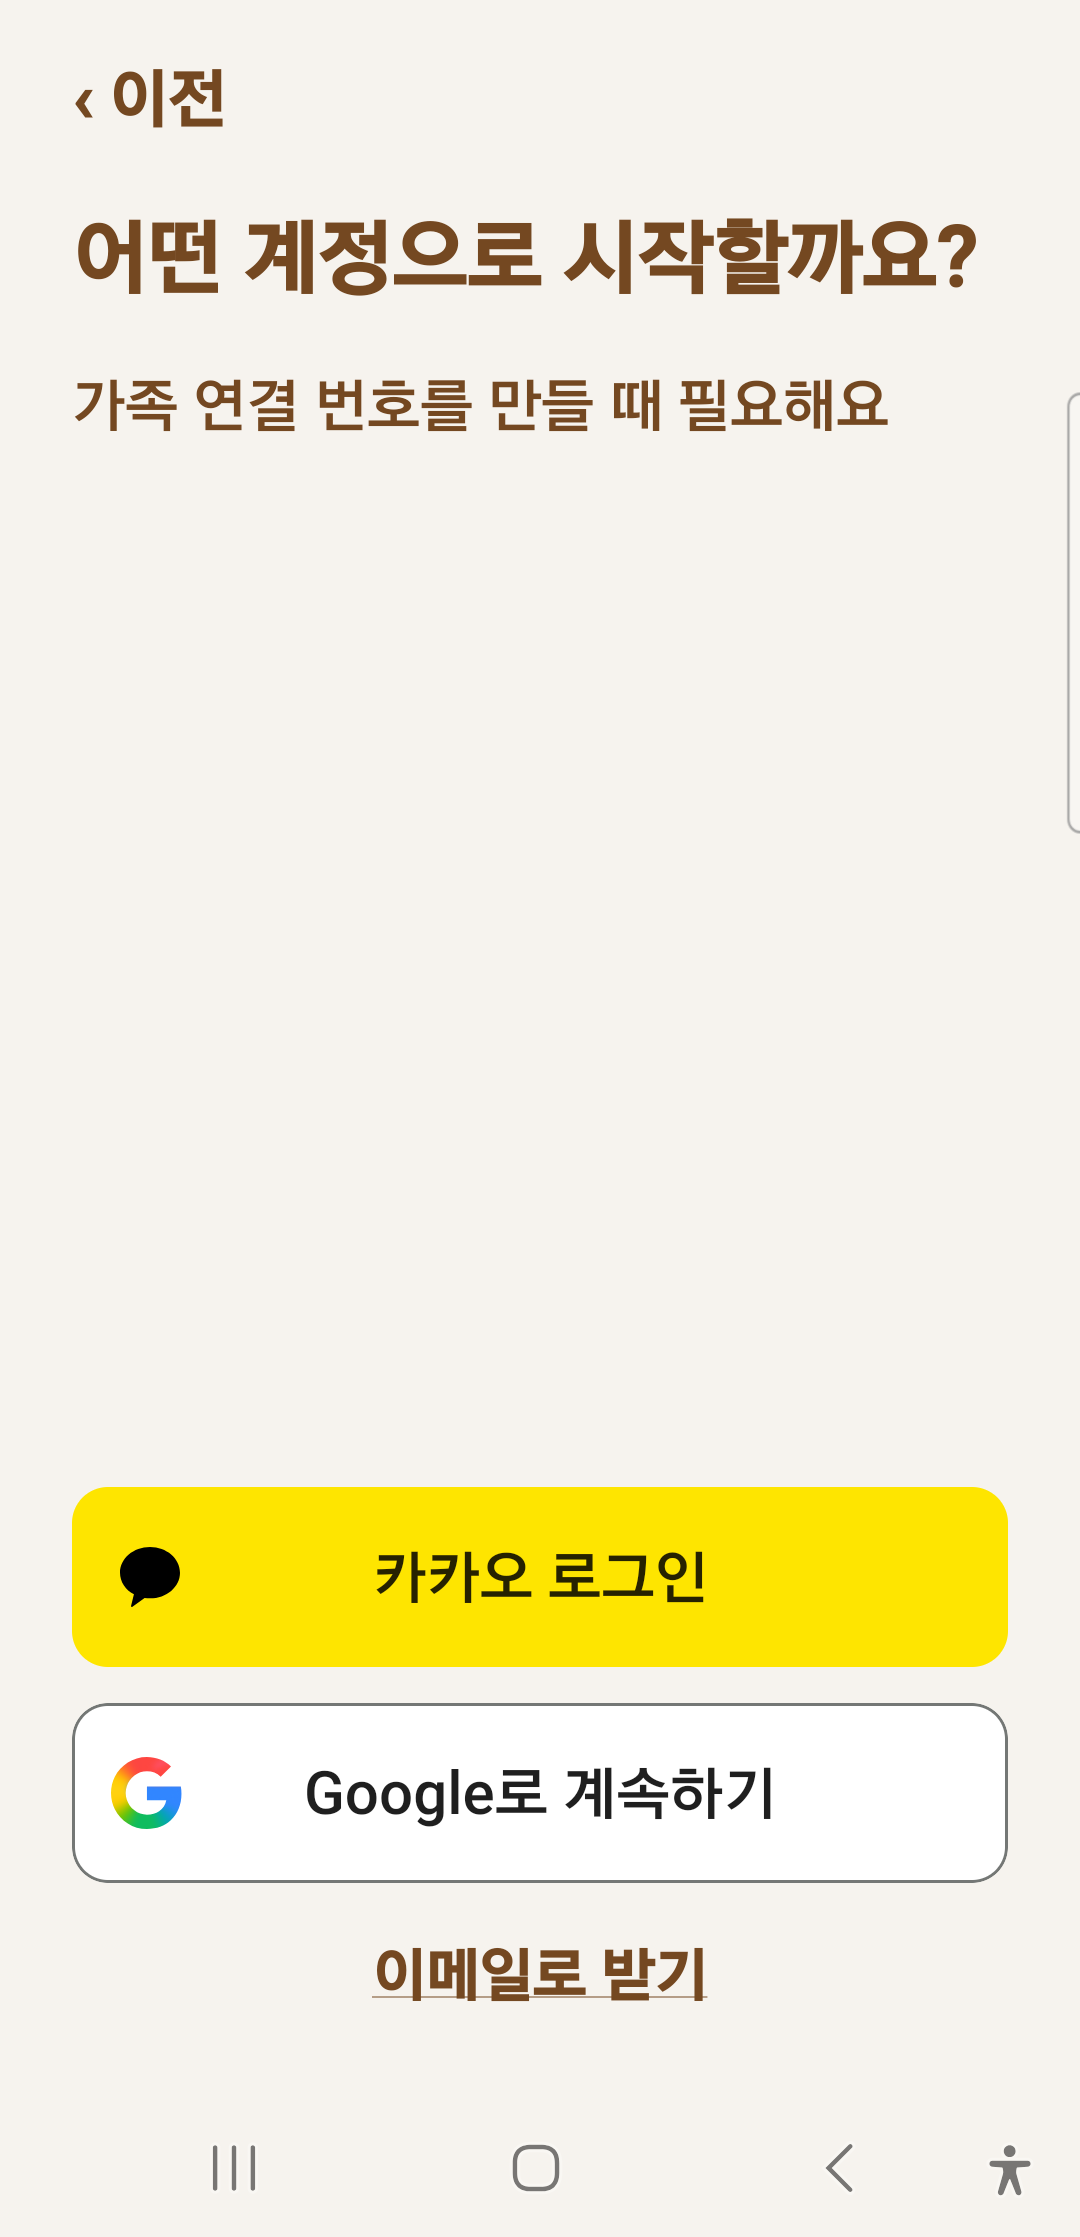 ‹ 이전
어떤 계정으로 시작할까요?
가족 연결 번호를 만들 때 필요해요
카카오 로그인
Google로 계속하기
이메일로 받기